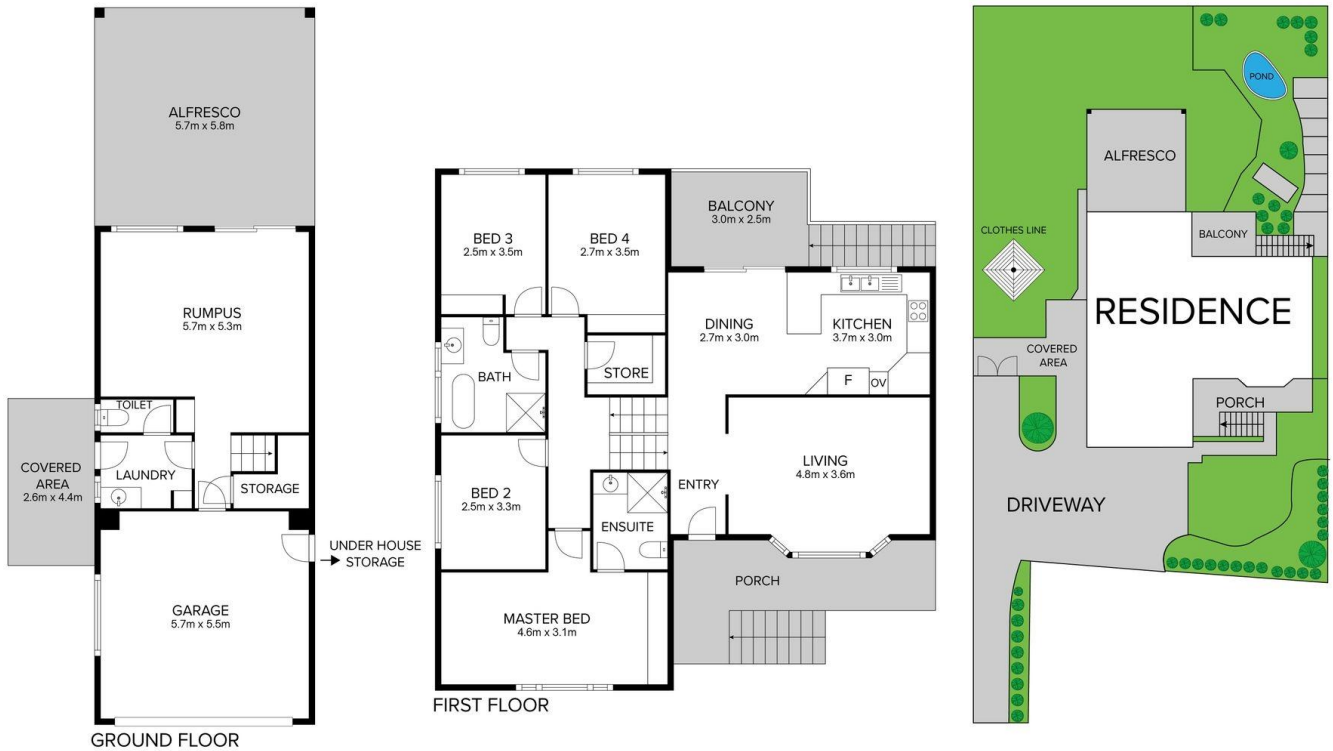 ALFRESCO
5.7m x 5.8m
RUMPUS
5.7m x 5.3m
TOILET
LAUNDRY
COVERED
AREA
2.6m x 4.4m
STORAGE
UNDER HOUSE
STORAGE
GARAGE
5.7m x 5.5m
GROUND FLOOR
BED 3
2.5m x 3.5m
BED 4
2.7m x 3.5m
BALCONY
3.0m x 2.5m
DINING
2.7m x 3.0m
KITCHEN
3.7m x 3.0m
BATH
STORE
F
OV
BED 2
2.5m x 3.3m
LIVING
4.8m x 3.6m
ENTRY
ENSUITE
PORCH
MASTER BED
4.6m x 3.1m
FIRST FLOOR
POND
ALFRESCO
CLOTHES LINE
BALCONY
RESIDENCE
COVERED
AREA
PORCH
DRIVEWAY